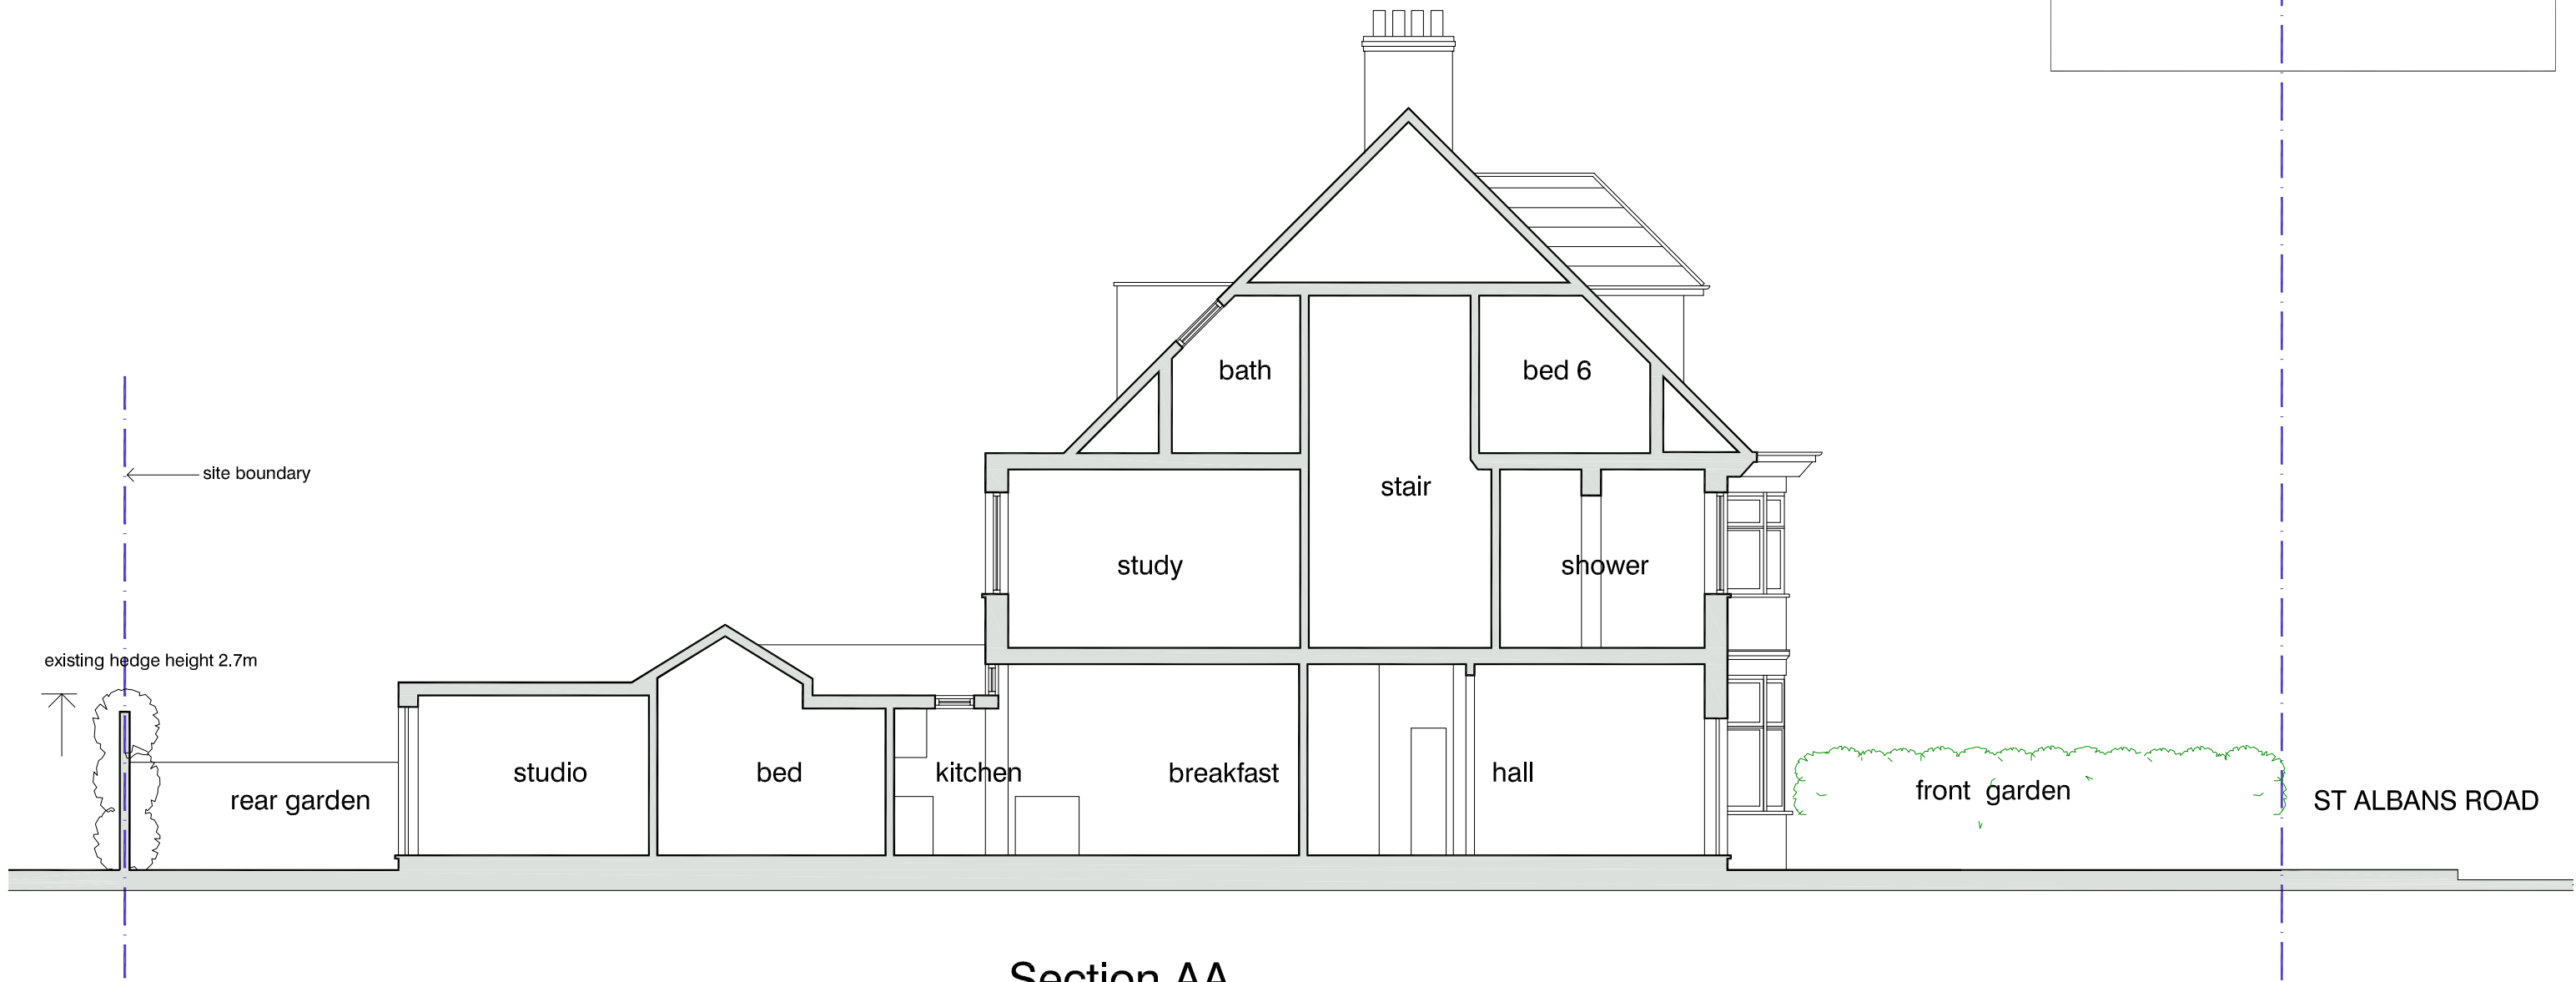 bath
bed 6
site boundary
stair
study
shower
existing hedge height 2.7m
studio
bed
kitchen
breakfast
hall
rear garden
front garden
ST ALBANS ROAD
Section AA